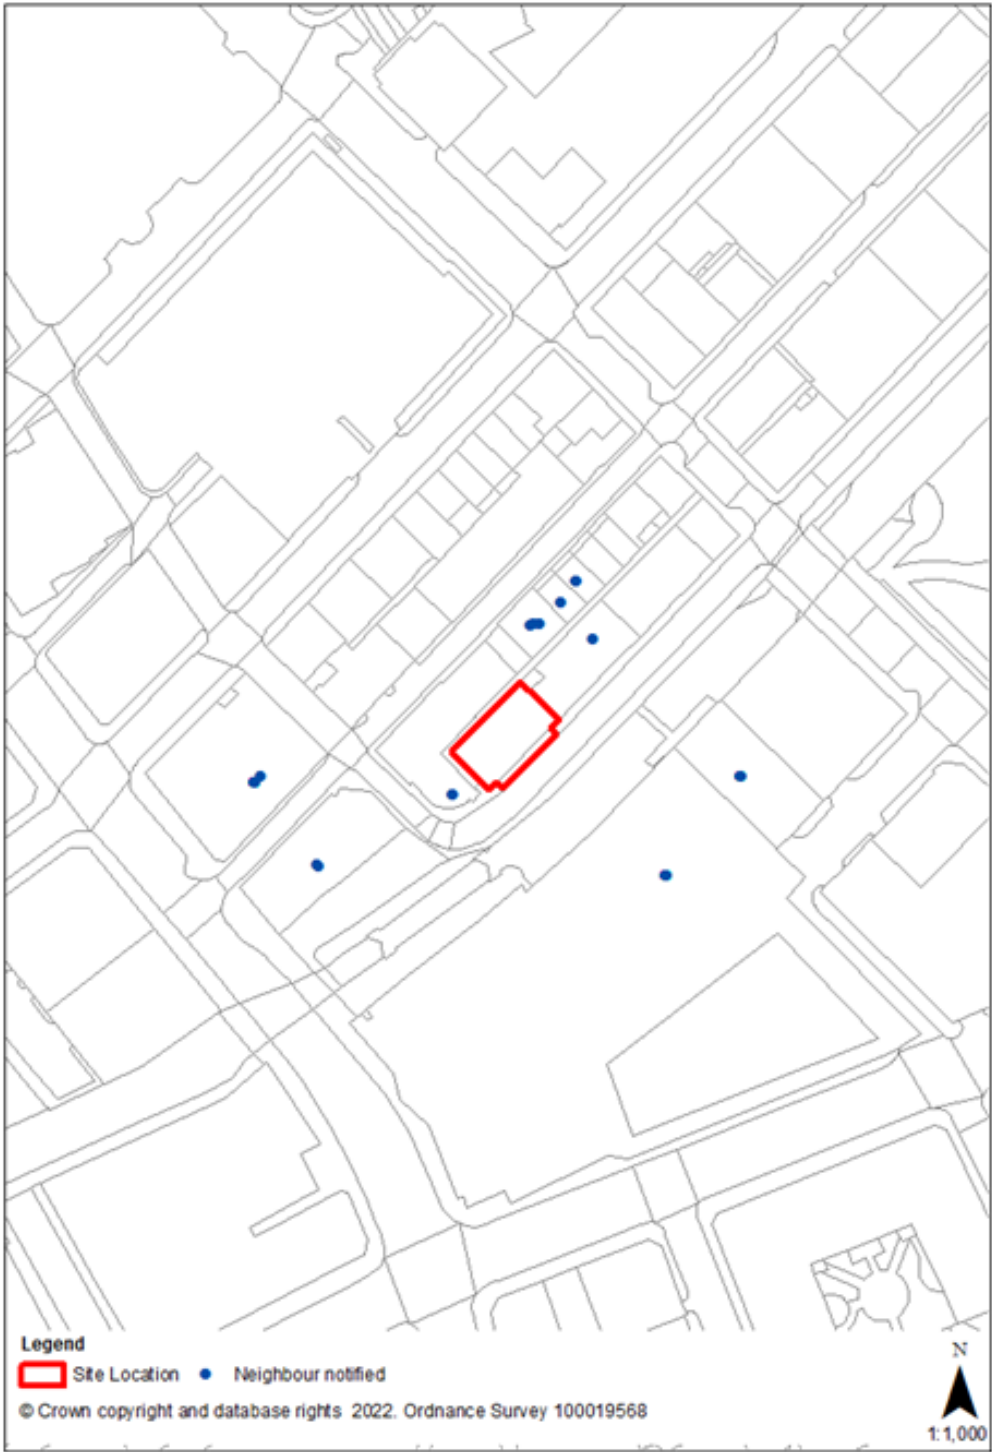 Legend
Site Location Neighbour notified
© Crown copyright and database rights 2022. Ordnance Survey 100019568
N
1:1,000